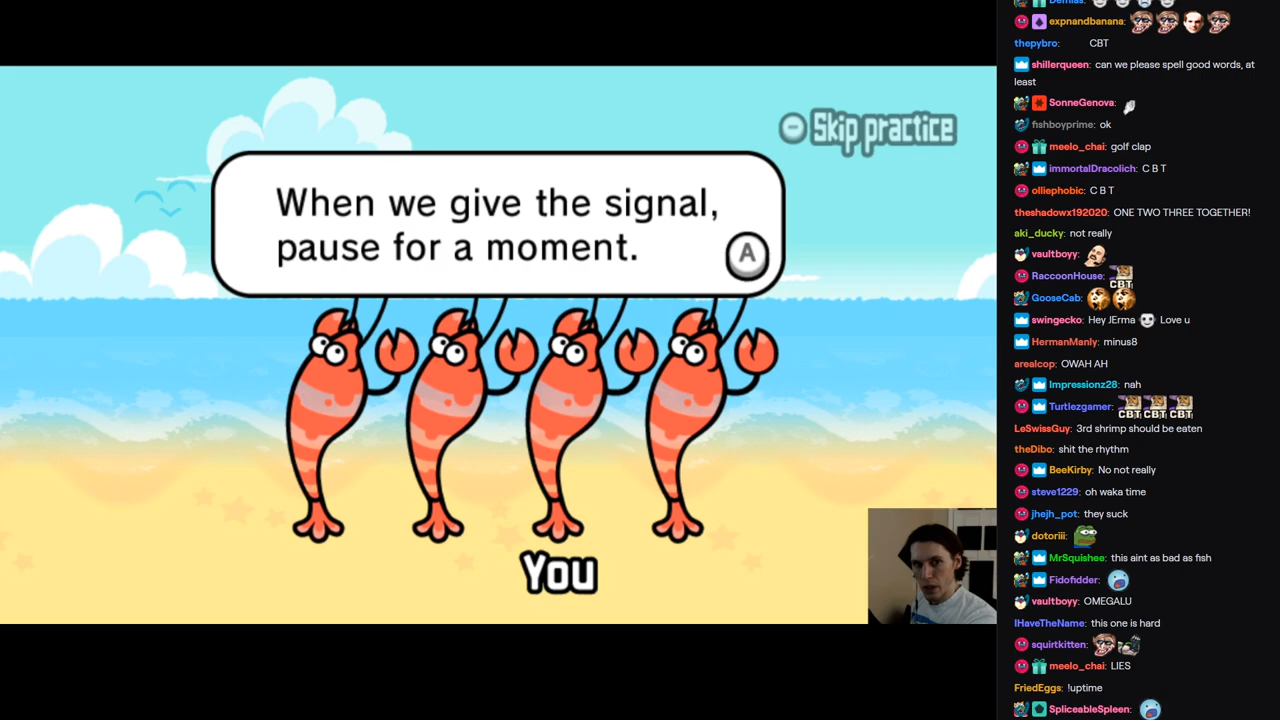 Skip practice
When we give the signal,
pause for a moment.
A
You
expnandbanana:
thepybro: CBT
shillerqueen: can we please spell good words, at
least
SonneGenova:
fishboyprime: ok
meelo_chai: golf clap
immortalDracolich: C B T
olliephobic: C B T
theshadowx192020: ONE TWO THREE TOGETHER!
aki_ducky: not really
vaultboyy:
RaccoonHouse: CBT
GooseCab:
swingecko: Hey JErma Love u
HermanManly: minus8
arealcop: OWAH AH
Impressionz28: nah
Turtlezgamer: CBT CBT CBT
LeSwissGuy: 3rd shrimp should be eaten
theDibo: shit the rhythm
BeeKirby: No not really
steve1229: oh waka time
jhejh_pot: they suck
dotoriii:
MrSquishee: this aint as bad as fish
Fidofidder:
vaultboyy: OMEGALU
IHaveTheName: this one is hard
squirtkitten:
meelo_chai: LIES
FriedEggs: !uptime
SpliceableSpleen: